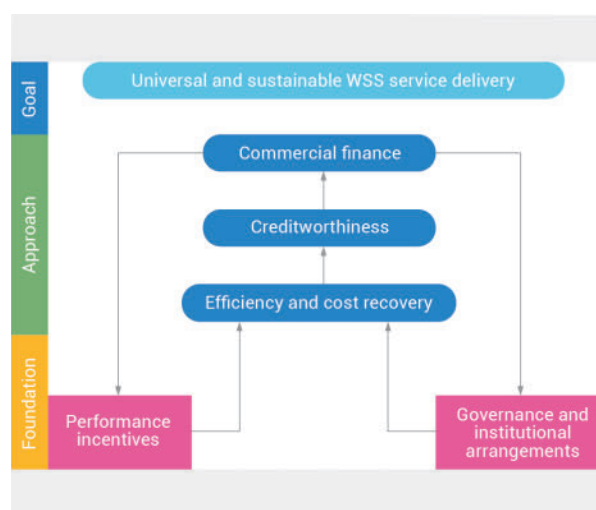 Goal
Universal and sustainable WSS service delivery
Approach
Commercial finance
Creditworthiness
Efficiency and cost recovery
Foundation
Performance
incentives
Governance and
institutional
arrangements